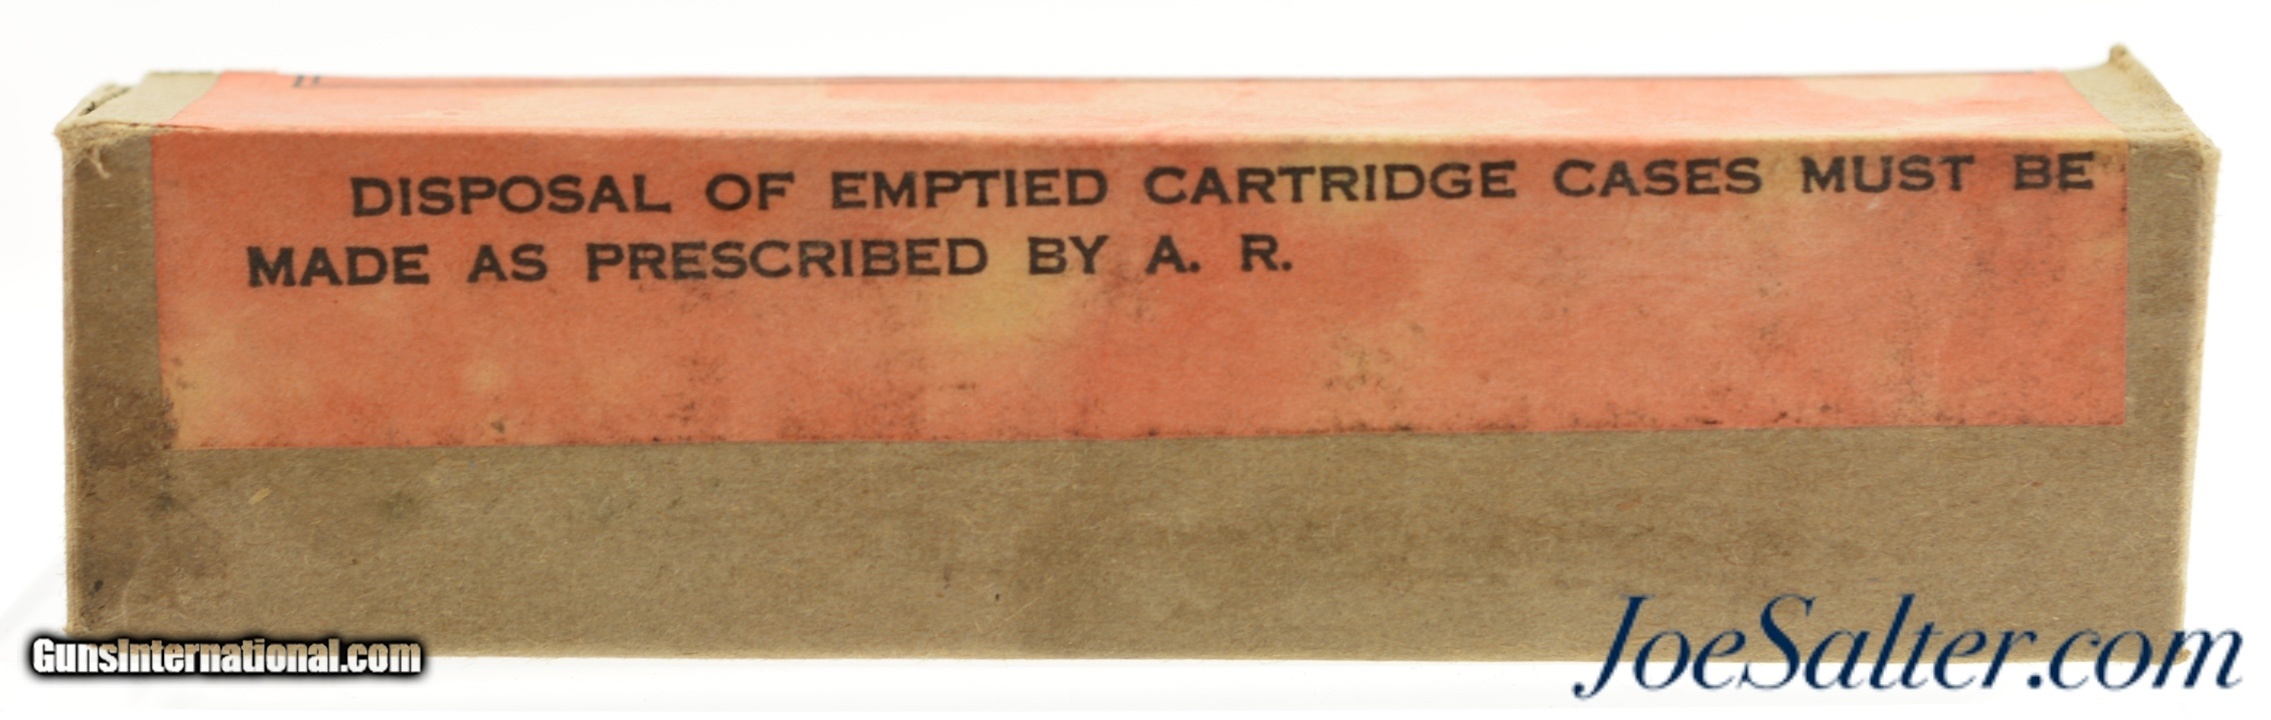 DISPOSAL OF EMPTIED CARTRIDGE CASES MUST BE
MADE AS PRESCRIBED BY A. R.
GunsInternational.com
JoeSalter.com